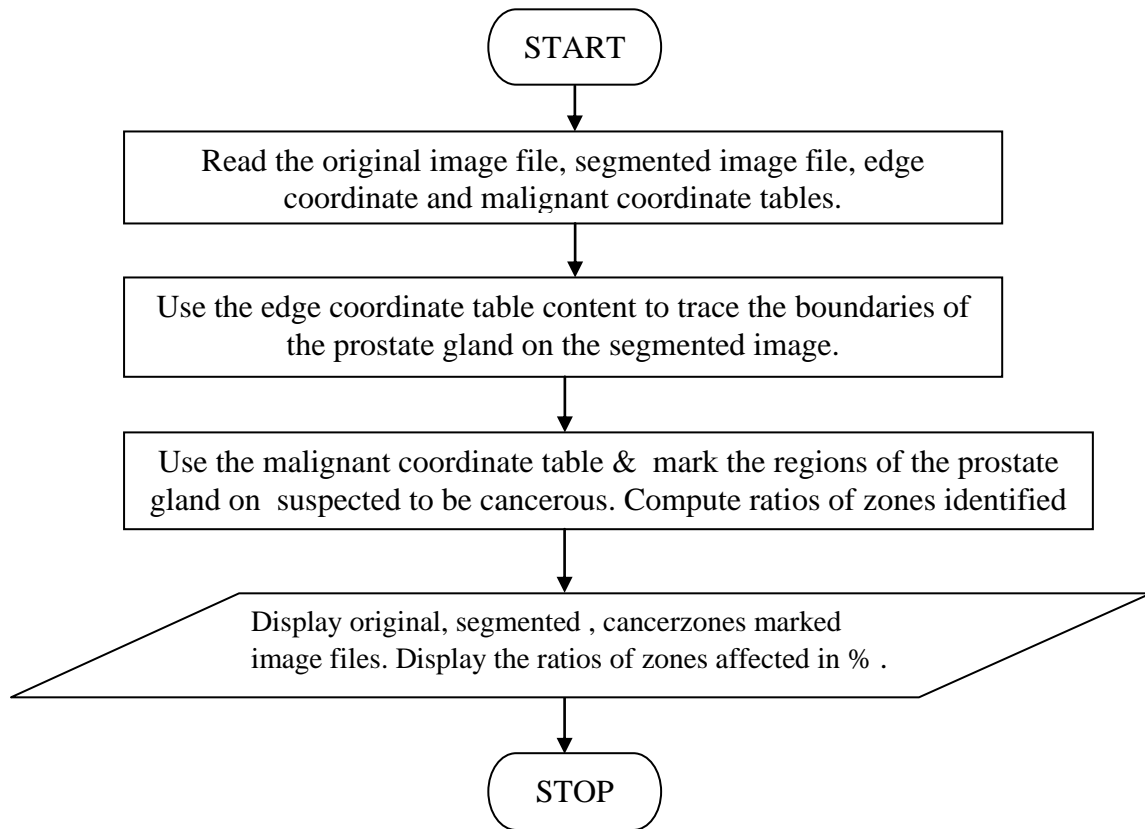 START
Read the original image file, segmented image file, edge
coordinate and malignant coordinate tables.
Use the edge coordinate table content to trace the boundaries of
the prostate gland on the segmented image.
Use the malignant coordinate table &  mark the regions of the prostate
gland on  suspected to be cancerous. Compute ratios of zones identified
Display original, segmented , cancerzones marked
image files. Display the ratios of zones affected in % .
STOP